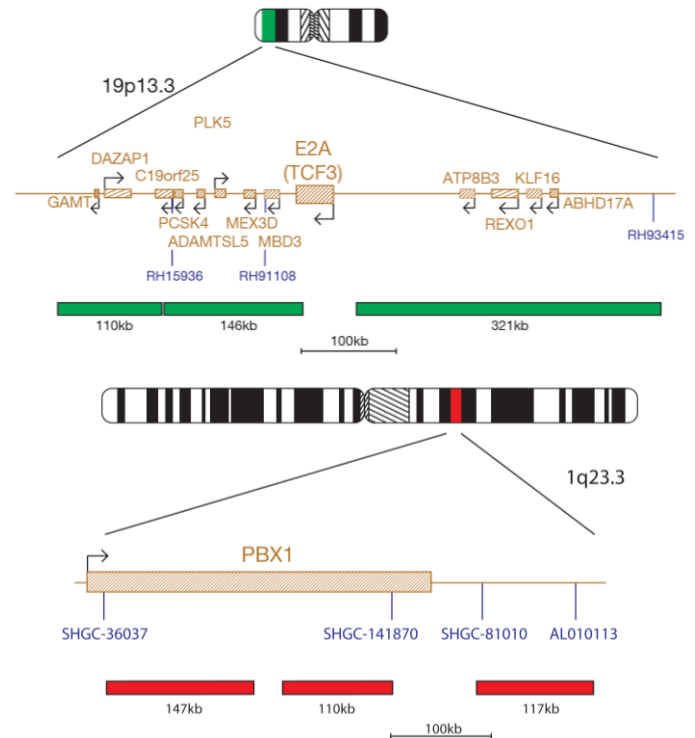 19p13.3
PLK5
DAZAP1
E2A
(TCF3)
C19orf25
ATP8B3 KLF16
GAMT
ABHD17A
PCSK4
MEX3D
REXO1
ADAMTSL5
MBD3
RH93415
RH15936
RH91108
110kb
146kb
321kb
100kb
1q23.3
PBX1
SHGC-36037
SHGC-141870
SHGC-81010
AL010113
147kb
110kb
117kb
100kb